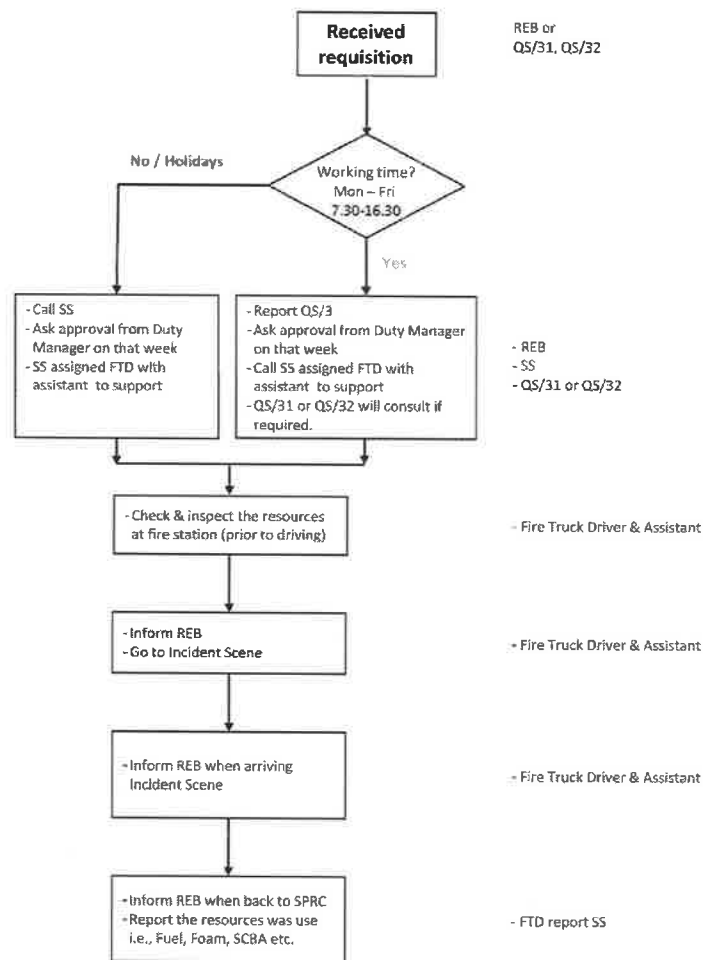 Received
requisition
REB or
QS/31, QS/32
No / Holidays
Working time?
Mon – Fri
7.30-16.30
Yes
- Call SS
- Ask approval from Duty
Manager on that week
- SS assigned FTD with
assistant to support
- Report QS/3
- Ask approval from Duty Manager
on that week
- Call SS assigned FTD with
assistant to support
- QS/31 or QS/32 will consult if
required.
- REB
- SS
- QS/31 or QS/32
- Check & inspect the resources
at fire station (prior to driving)
- Fire Truck Driver & Assistant
- Inform REB
- Go to Incident Scene
- Fire Truck Driver & Assistant
- Inform REB when arriving
Incident Scene
- Fire Truck Driver & Assistant
- Inform REB when back to SPRC
- Report the resources was use
i.e., Fuel, Foam, SCBA etc.
- FTD report SS